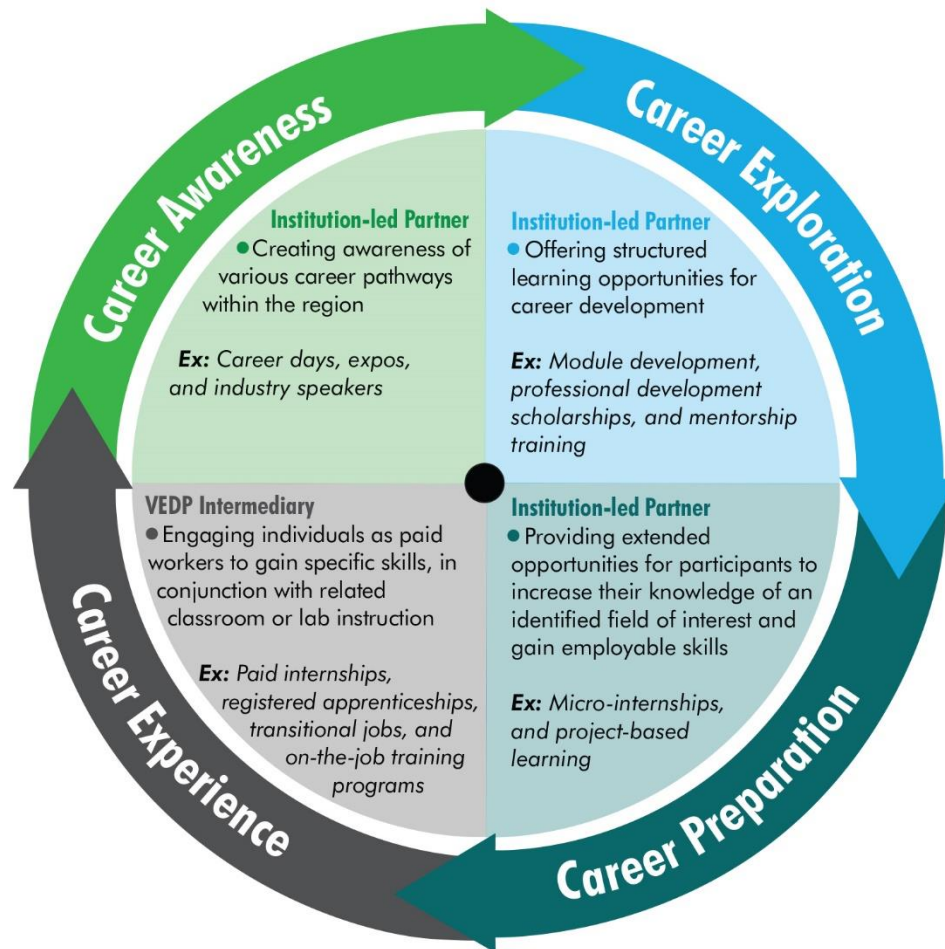 Career Awareness
Institution-led Partner
● Creating awareness of
various career pathways
within the region
Ex: Career days, expos,
and industry speakers
Career Exploration
Institution-led Partner
● Offering structured
learning opportunities for
career development
Ex: Module development,
professional development
scholarships, and mentorship
training
Career Preparation
Institution-led Partner
● Providing extended
opportunities for participants to
increase their knowledge of an
identified field of interest and
gain employable skills
Ex: Micro-internships,
and project-based
learning
Career Experience
VEDP Intermediary
● Engaging individuals as paid
workers to gain specific skills, in
conjunction with related
classroom or lab instruction
Ex: Paid internships,
registered apprenticeships,
transitional jobs, and
on-the-job training
programs